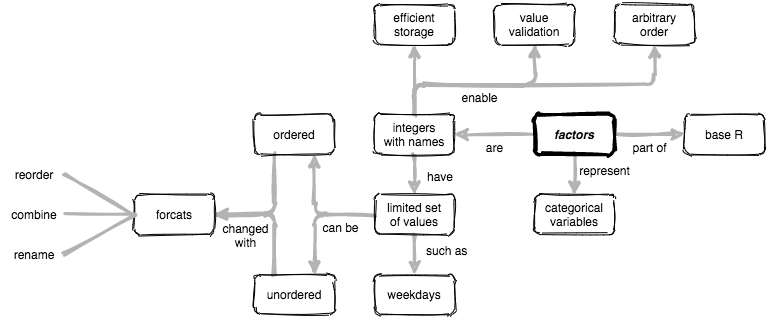 efficient
storage
value
validation
arbitrary
order
enable
ordered
integers
with names
are
factors
part of
base R
reorder
have
represent
combine
forcats
changed
with
can be
limited set
of values
categorical
variables
rename
such as
unordered
weekdays